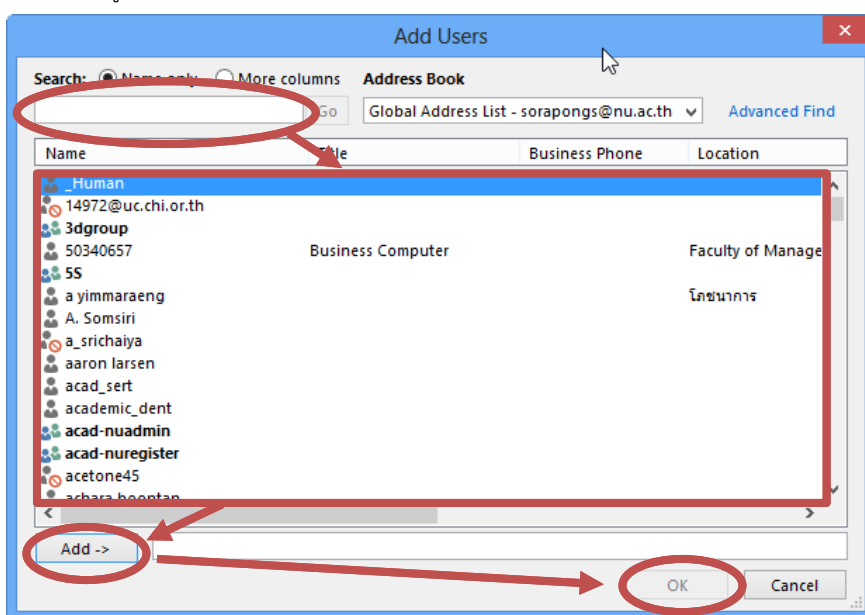 Add Users
Search: Name only More columns Address Book
Go Global Address List - sorapongs@nu.ac.th Advanced Find
Name Title Business Phone Location
_Human
14972@uc.chi.or.th
3dgroup
50340657 Business Computer Faculty of Manage
5S
a yimmaraeng โภชนาการ
A. Somsiri
a_srichaiya
aaron larsen
acad_sert
academic_dent
acad-nuadmin
acad-nuregister
acetone45
achara boontan
Add ->
OK Cancel